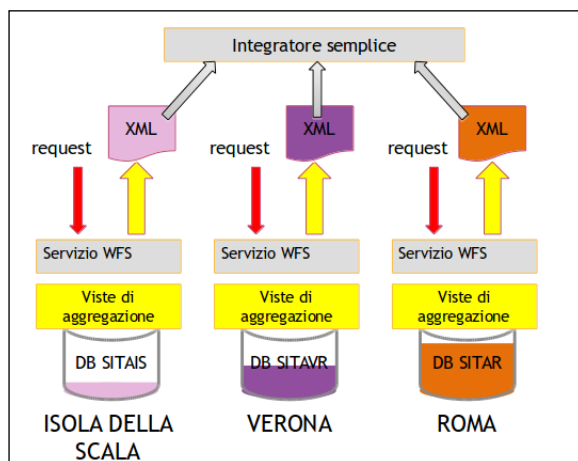 Integratore semplice
XML XML XML
request request request
Servizio WFS Servizio WFS Servizio WFS
Viste di aggregazione Viste di aggregazione Viste di aggregazione
DB SITAIS DB SITAVR DB SITAR
ISOLA DELLA SCALA VERONA ROMA